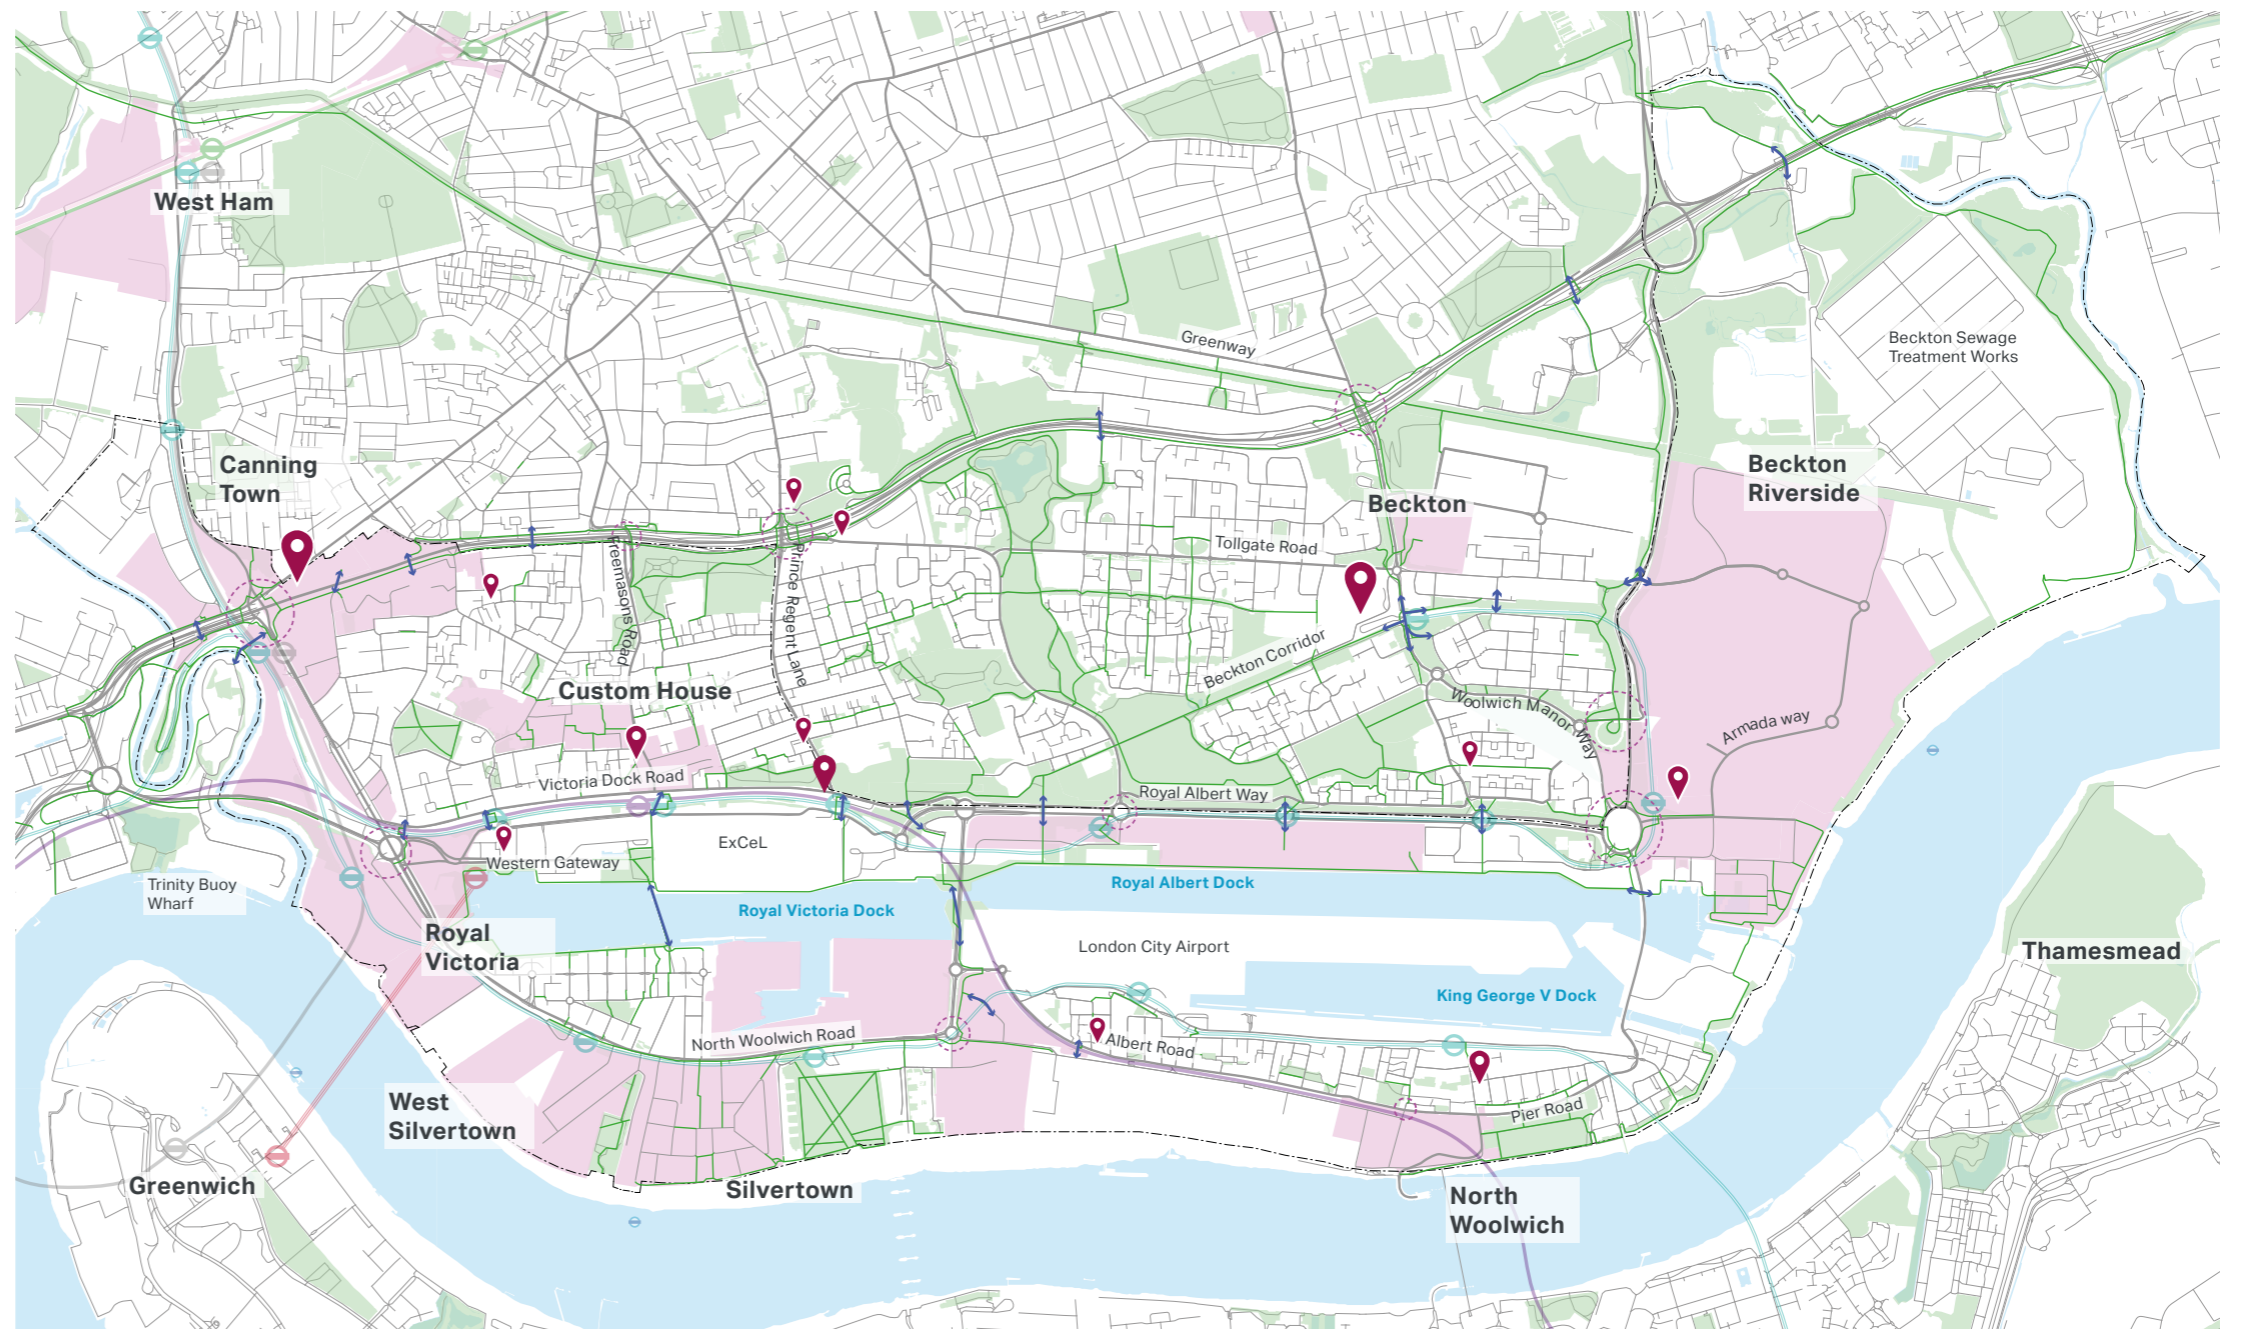 West Ham
Greenway
Beckton Sewage
Treatment Works
Canning
Town
Beckton
Riverside
Beckton
Tollgate Road
Freemasons Road
Prince Regent Lane
Beckton Corridor
Custom House
Woolwich Manor Way
Armada way
Victoria Dock Road
Royal Albert Way
ExCeL
Western Gateway
Trinity Buoy
Wharf
Royal Albert Dock
Royal Victoria Dock
Royal
Victoria
London City Airport
Thamesmead
King George V Dock
North Woolwich Road
Albert Road
West
Silvertown
Pier Road
Greenwich
Silvertown
North
Woolwich